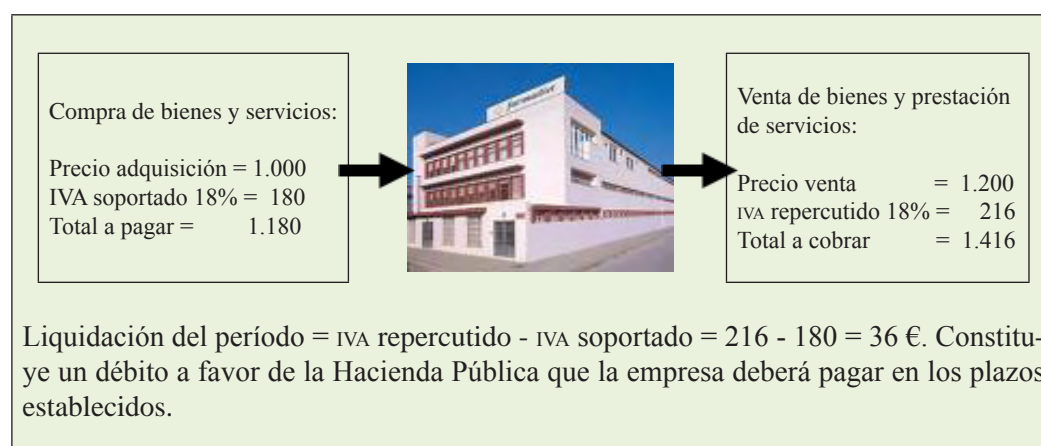 Compra de bienes y servicios:
Precio adquisición = 1.000
IVA soportado 18% = 180
Total a pagar = 1.180
Venta de bienes y prestación
de servicios:
Precio venta = 1.200
IVA repercutido 18% = 216
Total a cobrar = 1.416
Liquidación del período = IVA repercutido - IVA soportado = 216 - 180 = 36 €. Constitu-
ye un débito a favor de la Hacienda Pública que la empresa deberá pagar en los plazos
establecidos.